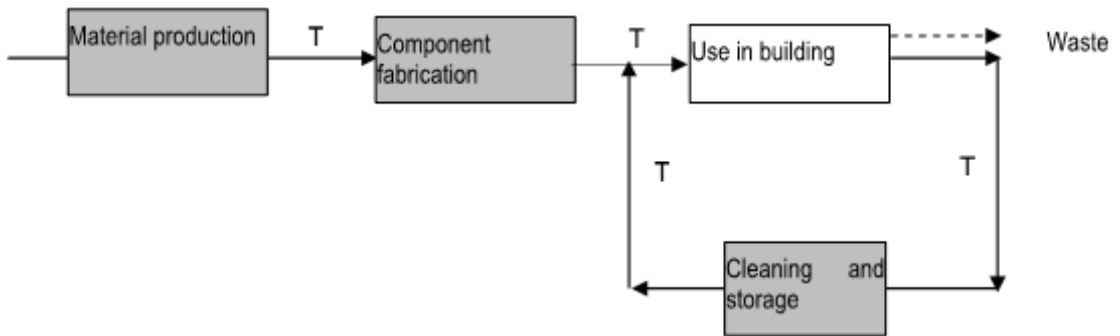 Material production
T
Component
fabrication
T
Use in building
Waste
T
T
Cleaning and
storage